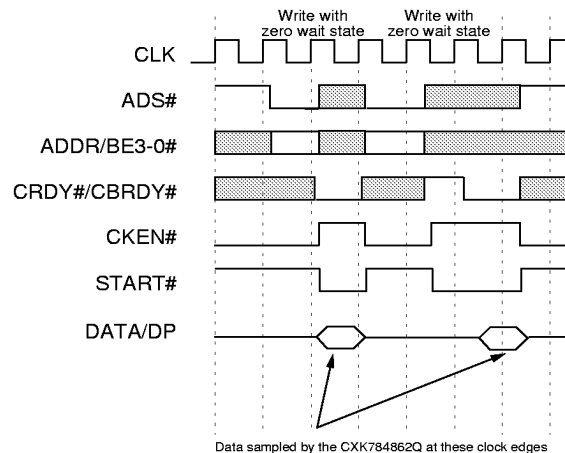 Write with
zero wait state
Write with
zero wait state
CLK
ADS#
ADDR/BE3-0#
CRDY#/CBRDY#
CKEN#
START#
DATA/DP
Data sampled by the CXK784862Q at these clock edges